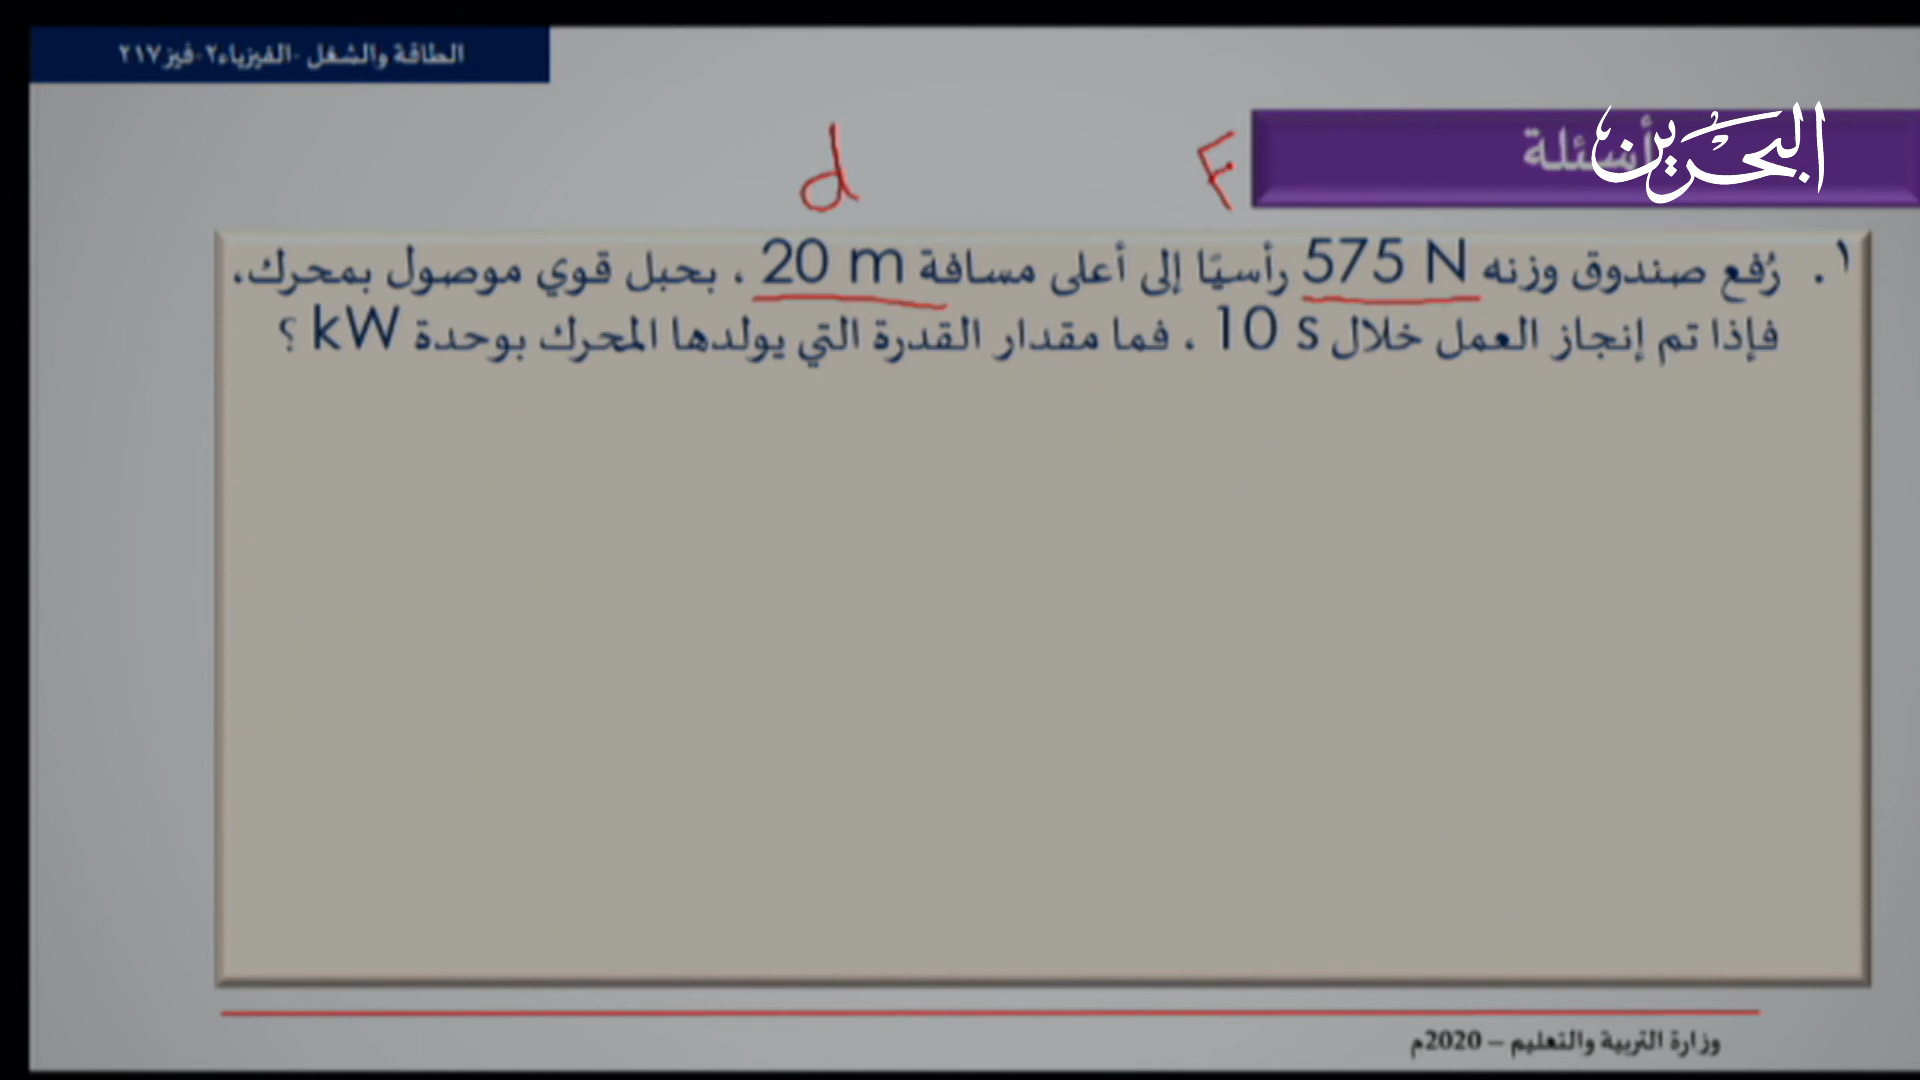 الطاقة والشغل -الفيزياء٢-فيز٢١٧
البحرين
أسئلة
d
F
١. رُفع صندوق وزنه 575 N رأسيًا إلى أعلى مسافة 20 m ، بحبل قوي موصول بمحرك،
فإذا تم إنجاز العمل خلال 10 s ، فما مقدار القدرة التي يولدها المحرك بوحدة kW ؟
وزارة التربية والتعليم – 2020م